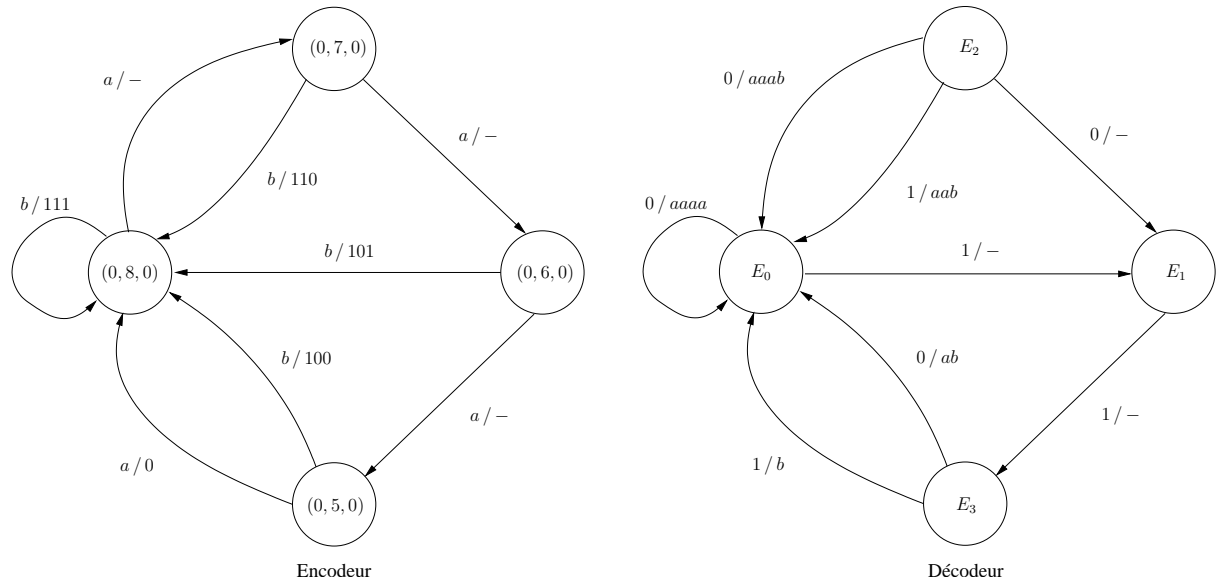 (0, 7, 0)
a / −
a / −
b / 110
b / 111
b / 101
(0, 8, 0)
(0, 6, 0)
b / 100
a / −
a / 0
(0, 5, 0)
Encodeur
E2
0 / aaab
0 / −
1 / aab
0 / aaaa
1 / −
E0
E1
0 / ab
1 / −
1 / b
E3
Décodeur